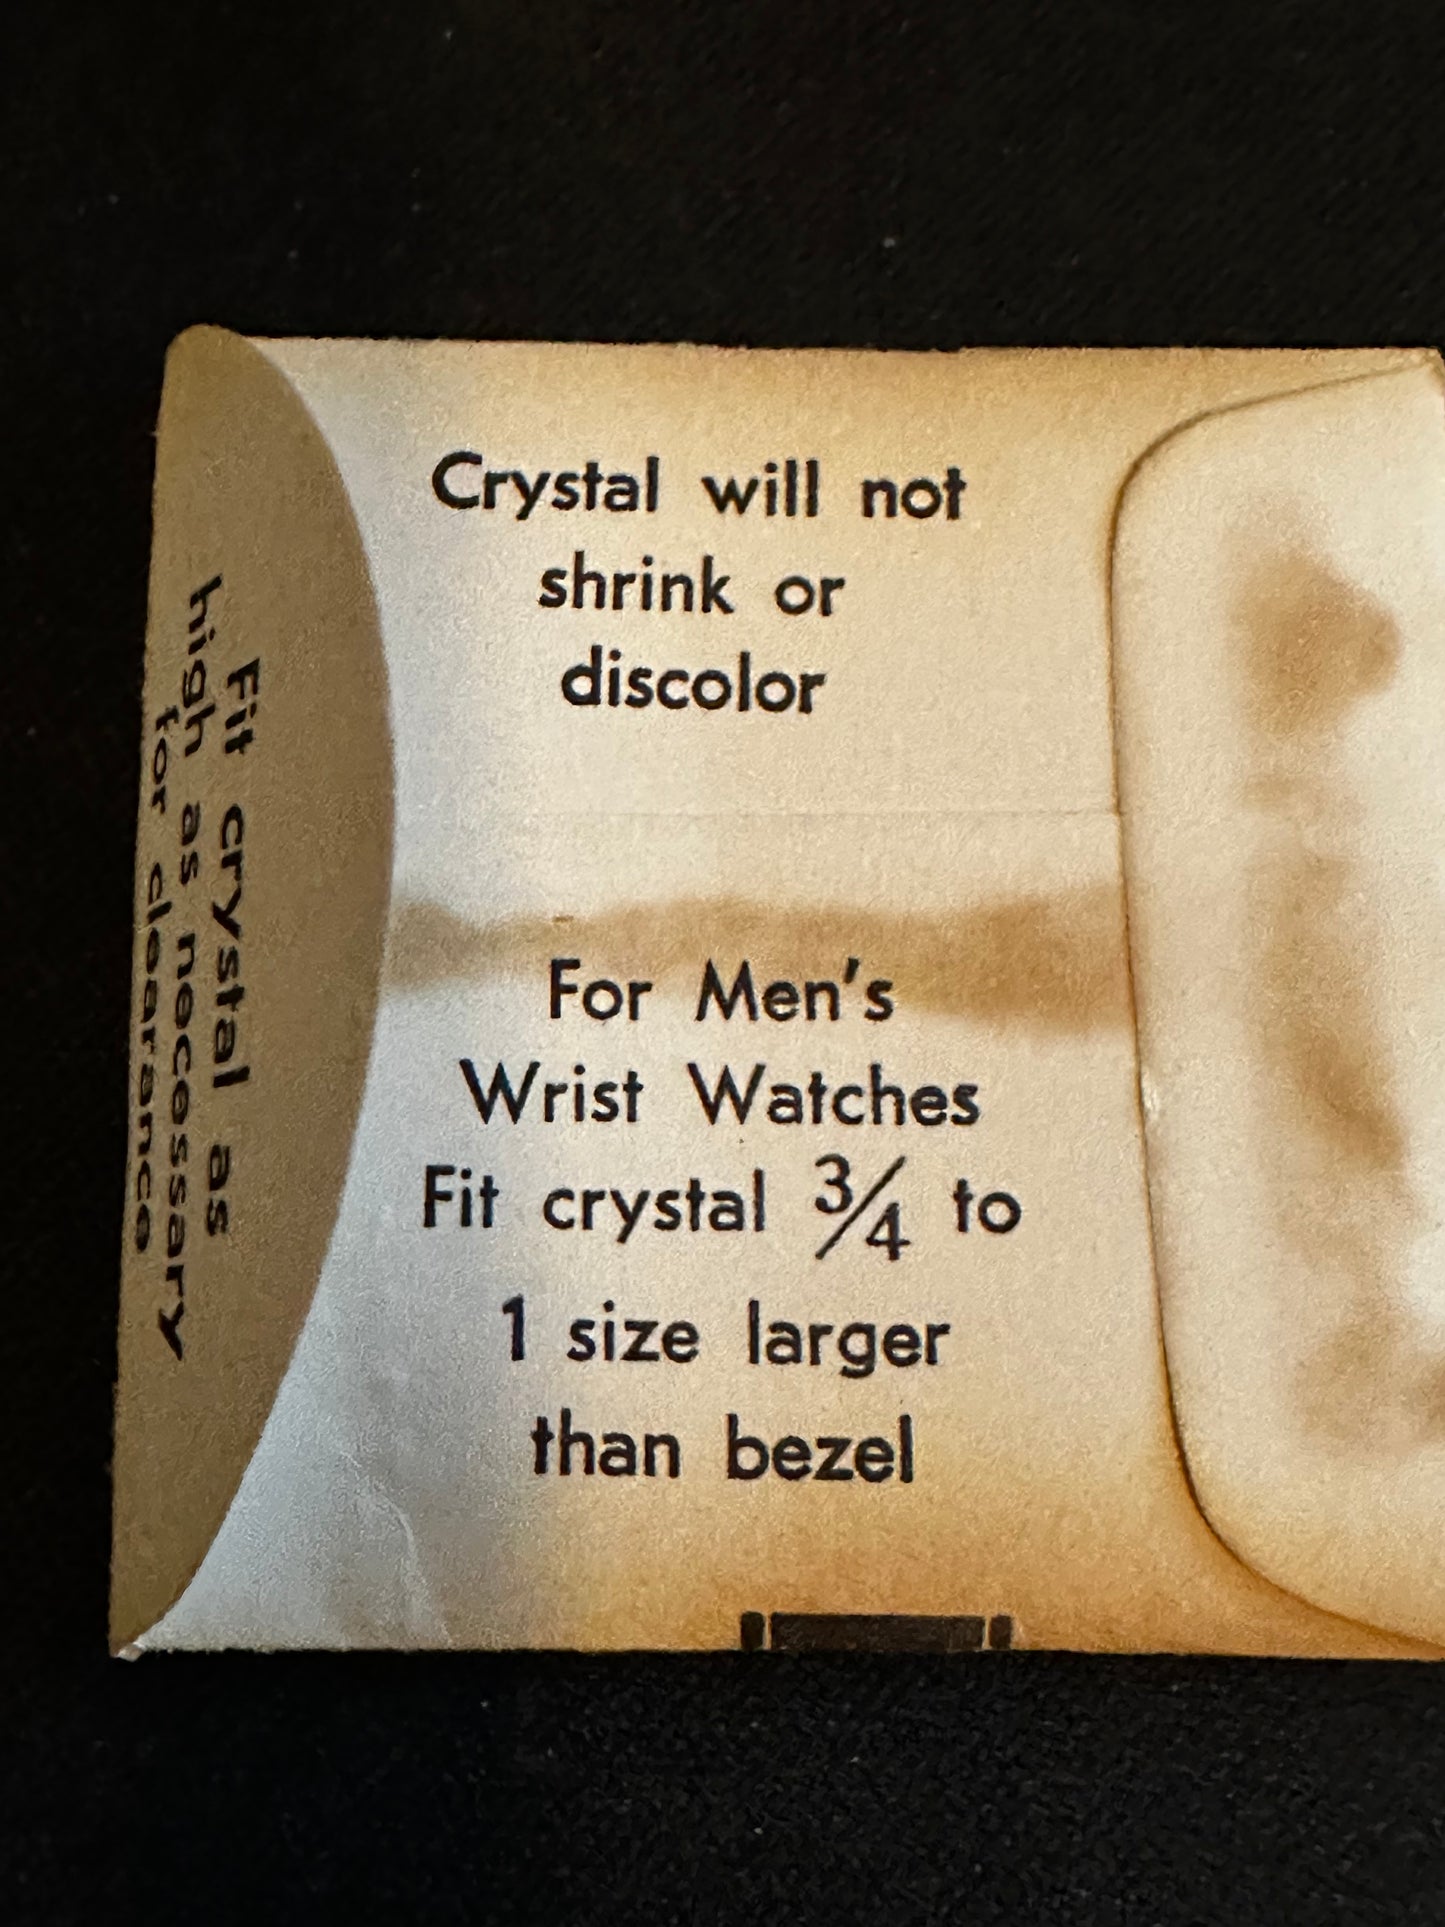 Crystal will not
shrink or
discolor
For Men's
Wrist Watches
Fit crystal ¾ to
1 size larger
than bezel
Fit crystal as
high as necessary
for clearance